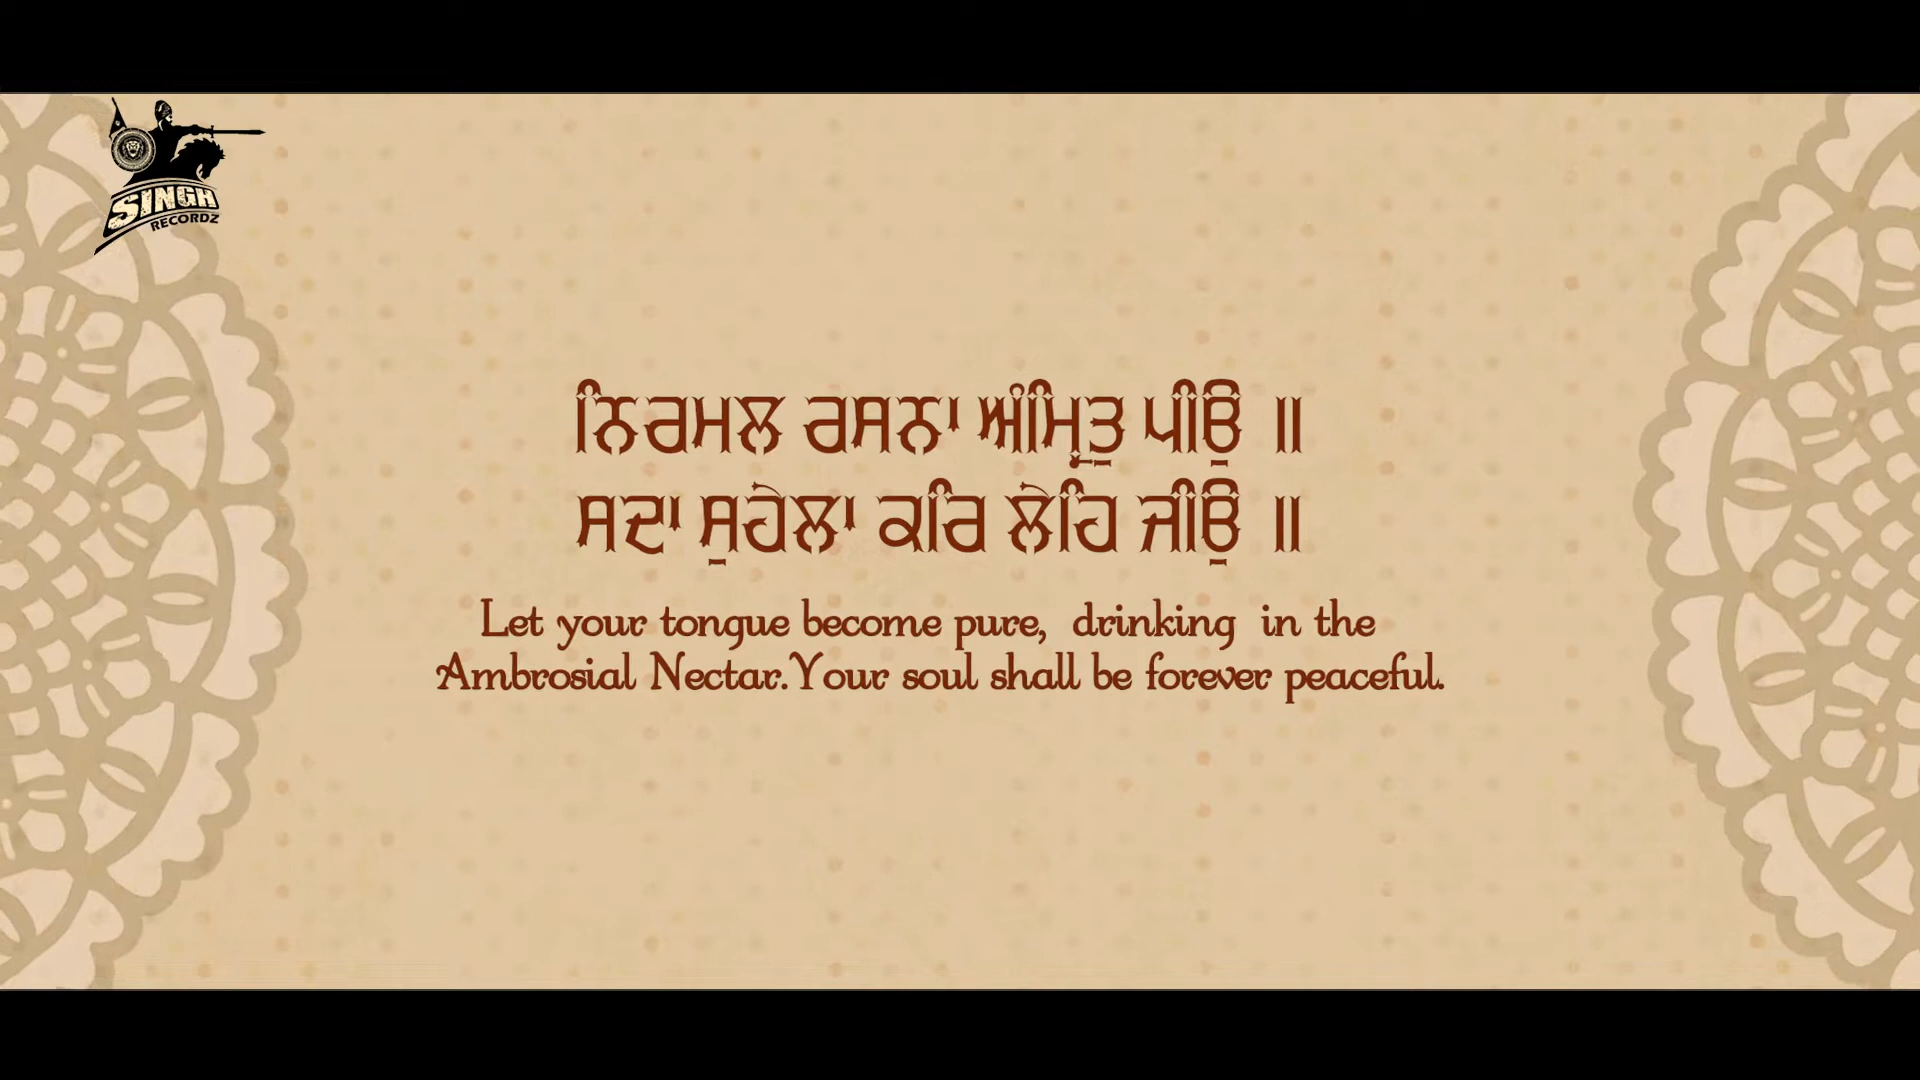 SINGH
RECORDZ
ਨਿਰਮਲ ਰਸਨਾ ਅੰਮ੍ਰਿਤੁ ਪੀਉ ॥
ਸਦਾ ਸੁਹੇਲਾ ਕਰਿ ਲੇਹਿ ਜੀਉ ॥
Let your tongue become pure, drinking in the
Ambrosial Nectar.Your soul shall be forever peaceful.